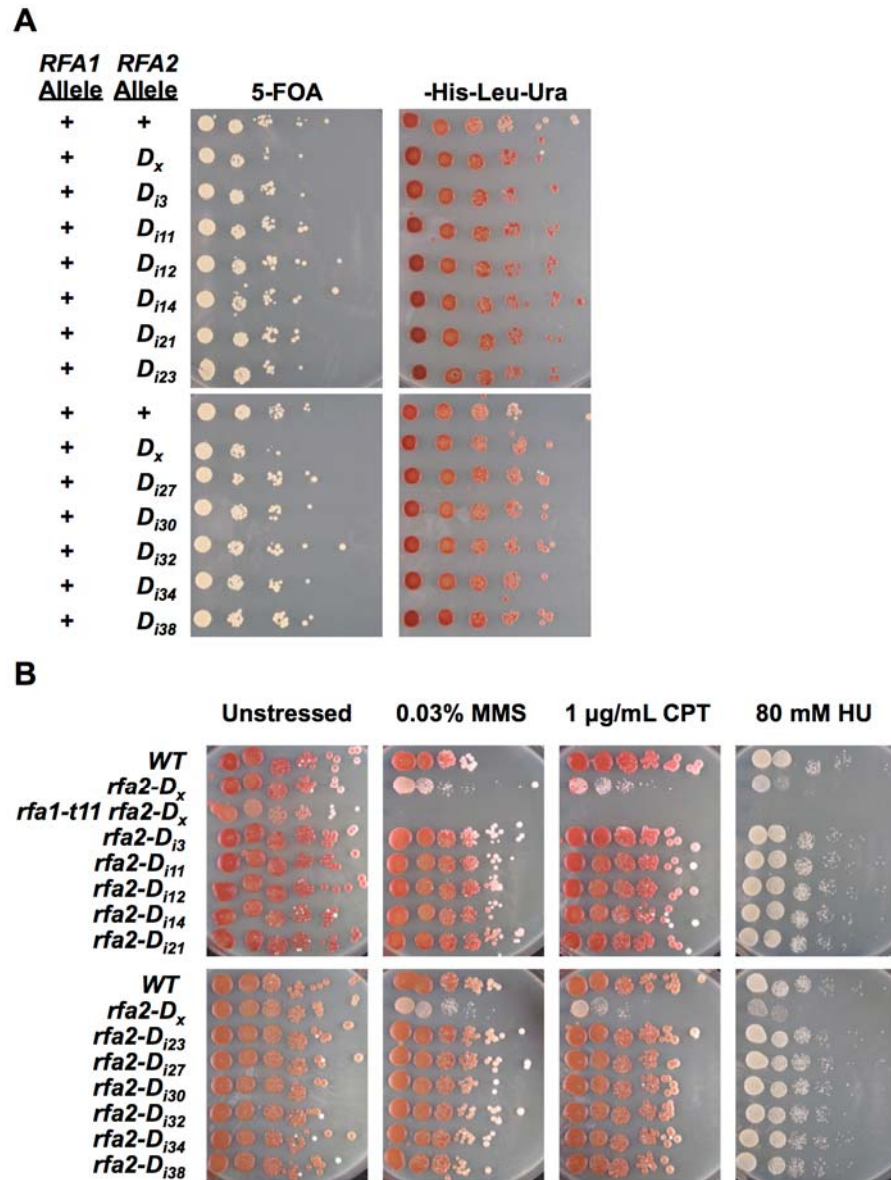 A
RFA1 RFA2
Allele Allele 5-FOA -His-Leu-Ura
+ +
+ Dx
+ Di3
+ Di11
+ Di12
+ Di14
+ Di21
+ Di23
+ +
+ Dx
+ Di27
+ Di30
+ Di32
+ Di34
+ Di38
B
Unstressed 0.03% MMS 1 μg/mL CPT 80 mM HU
WT
rfa2-Dx
rfa1-t11 rfa2-Dx
rfa2-Di3
rfa2-Di11
rfa2-Di12
rfa2-Di14
rfa2-Di21
WT
rfa2-Dx
rfa2-Di23
rfa2-Di27
rfa2-Di30
rfa2-Di32
rfa2-Di34
rfa2-Di38